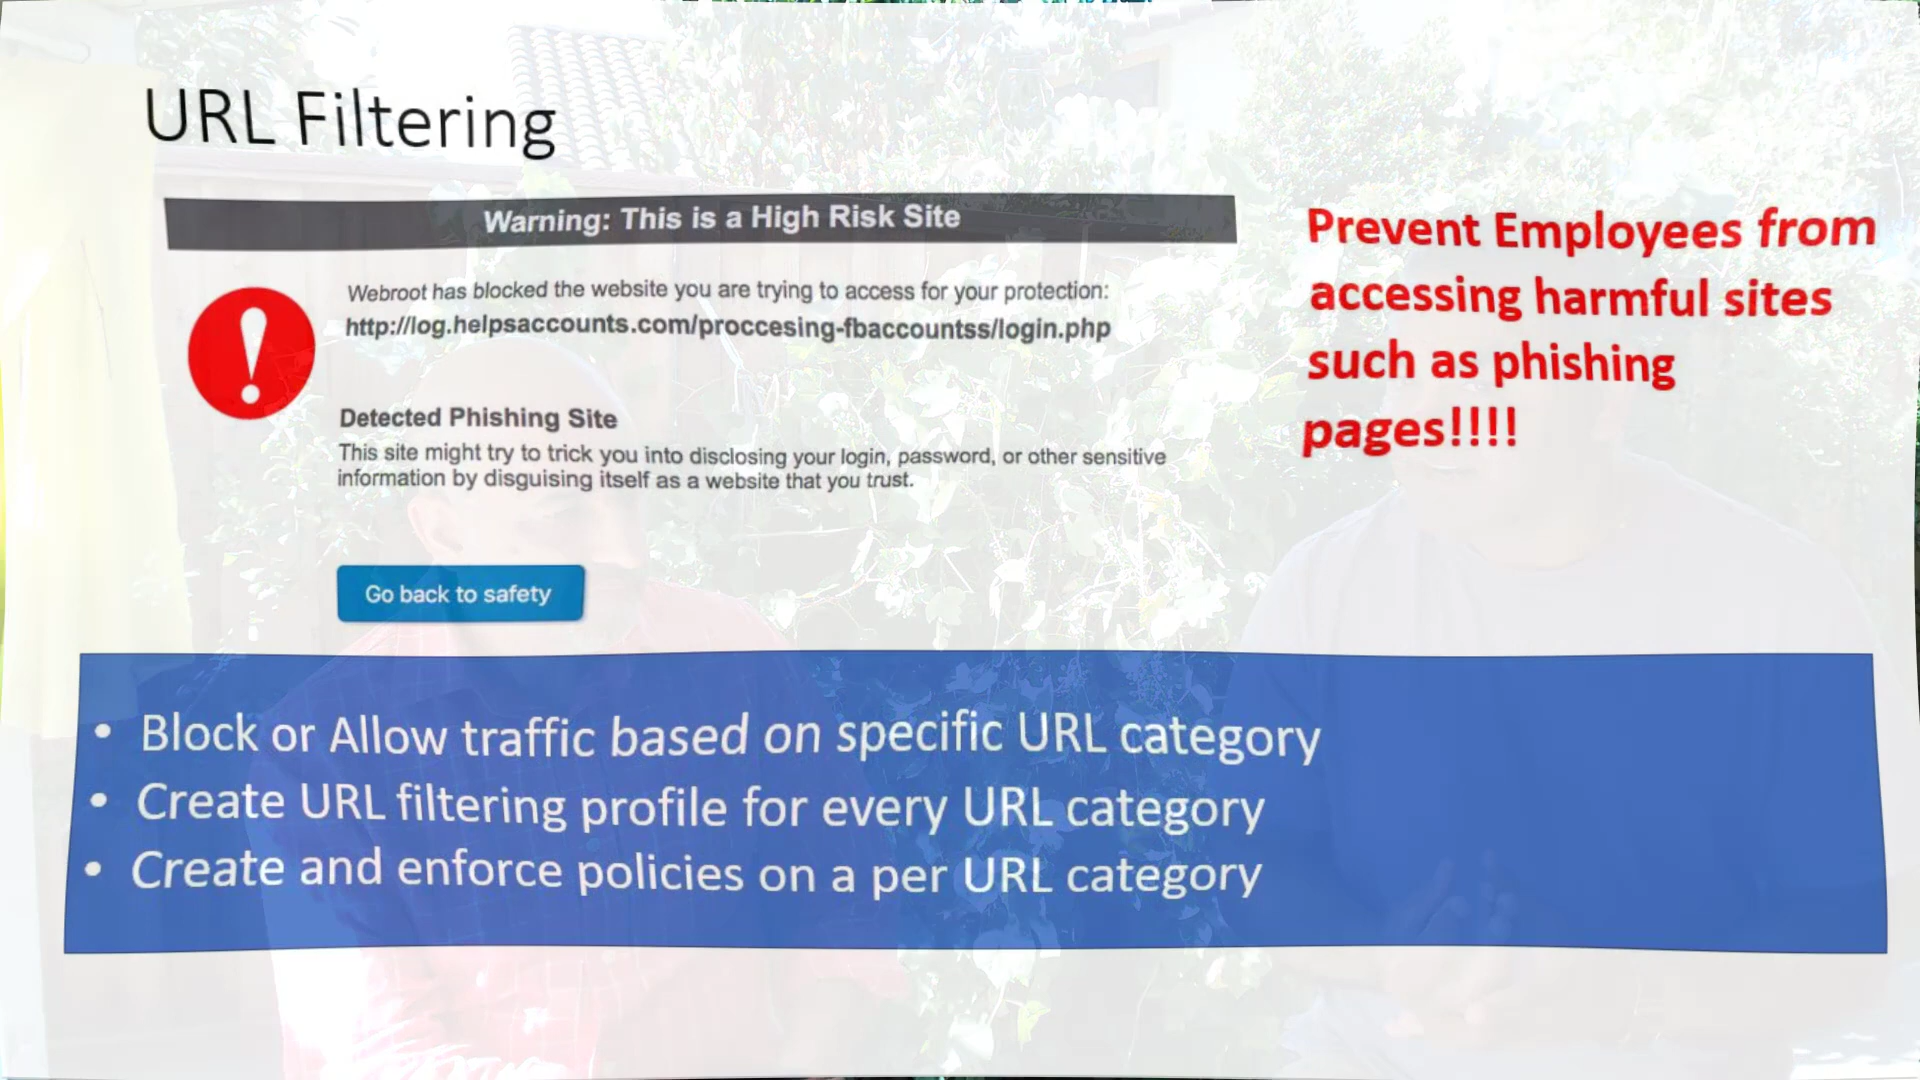 URL Filtering
Warning: This is a High Risk Site
Webroot has blocked the website you are trying to access for your protection:
http://log.helpsaccounts.com/proccesing-fbaccountss/login.php
Detected Phishing Site
This site might try to trick you into disclosing your login, password, or other sensitive
information by disguising itself as a website that you trust.
Go back to safety
Prevent Employees from
accessing harmful sites
such as phishing
pages!!!!
• Block or Allow traffic based on specific URL category
• Create URL filtering profile for every URL category
• Create and enforce policies on a per URL category